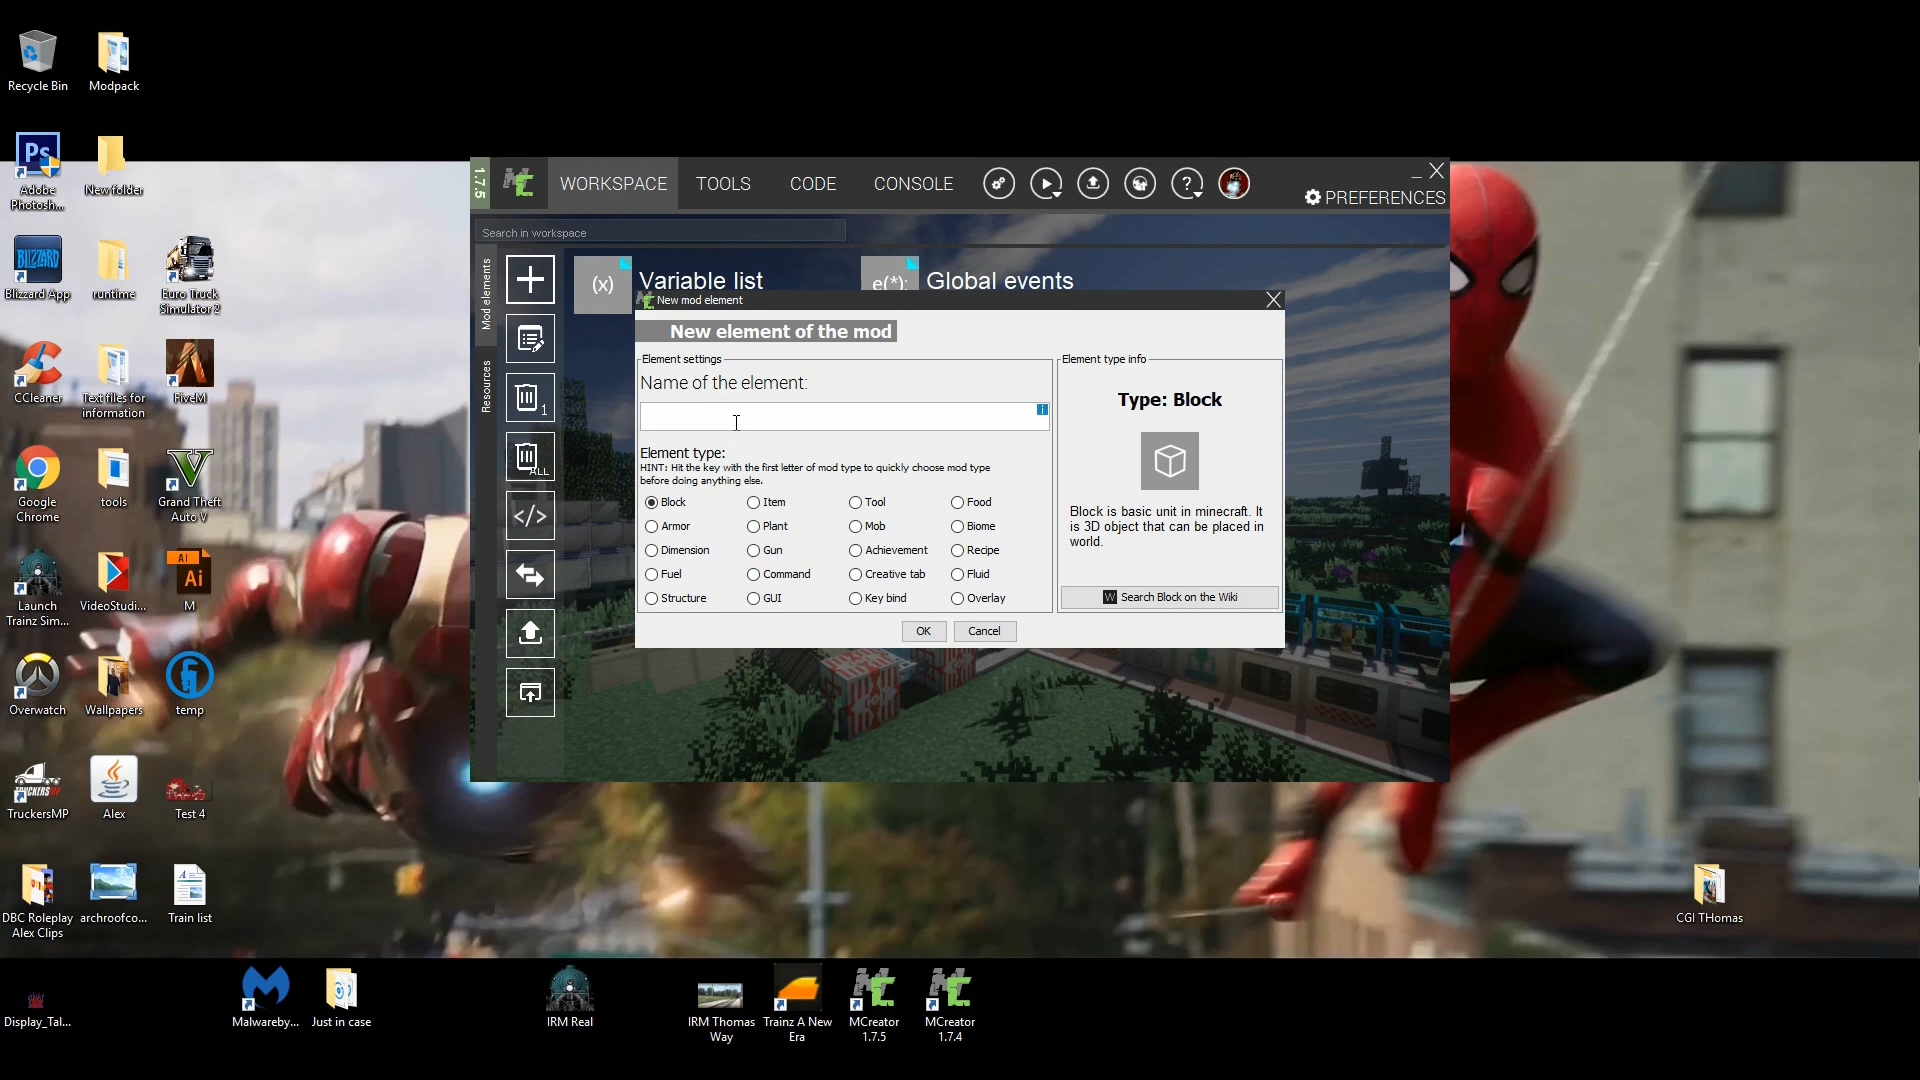 Recycle Bin
Modpack
Ps
Adobe
Photosh...
New folder
BLIZZARD
Blizzard App
runtime
Euro Truck
Simulator 2
CCleaner
Text files for
information
FiveM
Google
Chrome
tools
Grand Theft
Auto V
Launch
Trainz Sim...
VideoStudi...
AI
Ai
M
Overwatch
Wallpapers
temp
TruckersMP
Alex
Test 4
DBC Roleplay
Alex Clips
archroofco...
Train list
Display_Tal...
Malwareby...
Just in case
IRM Real
IRM Thomas
Way
Trainz A New
Era
MCreator
1.7.5
MCreator
1.7.4
CGI THomas
1.7.5
WORKSPACE
TOOLS
CODE
CONSOLE
?
_ X
PREFERENCES
Search in workspace
Mod elements
Resources
1
ALL
</>
(x)
Variable list
e(*):
Global events
New mod element
New element of the mod
Element settings
Name of the element:
i
Element type:
HINT: Hit the key with the first letter of mod type to quickly choose mod type
before doing anything else.
Block
Item
Tool
Food
Armor
Plant
Mob
Biome
Dimension
Gun
Achievement
Recipe
Fuel
Command
Creative tab
Fluid
Structure
GUI
Key bind
Overlay
Element type info
Type: Block
Block is basic unit in minecraft. It
is 3D object that can be placed in
world.
W Search Block on the Wiki
OK
Cancel